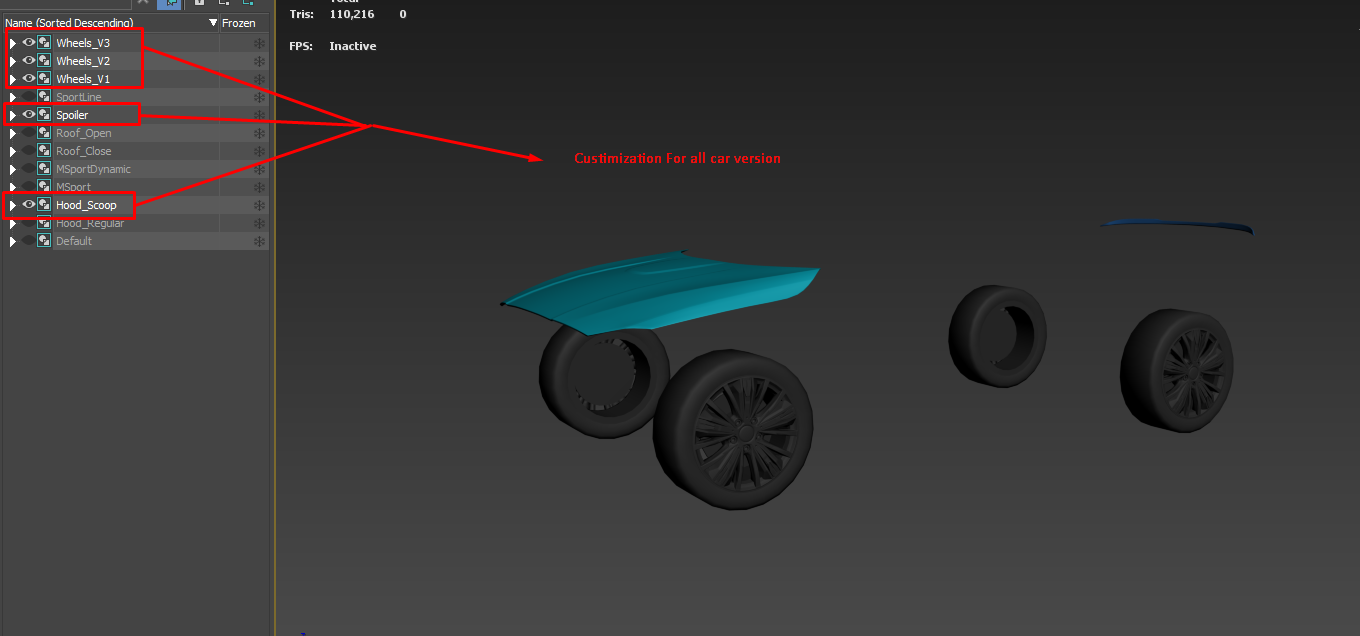 Tris: 110,216 0
FPS: Inactive
Name (Sorted Descending) Frozen
Wheels_V3
Wheels_V2
Wheels_V1
SportLine
Spoiler
Roof_Open
Roof_Close
MSportDynamic
MSport
Hood_Scoop
Hood_Regular
Default
Custimization For all car version